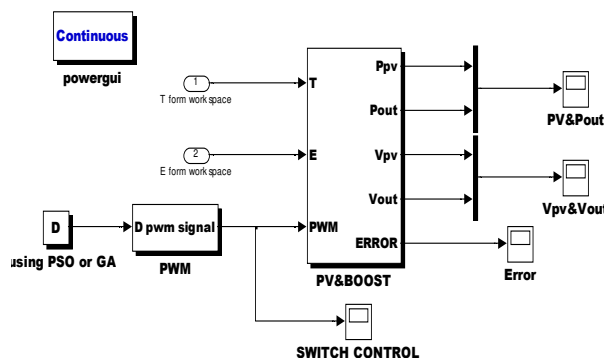 Continuous
powergui
1
T form workspace
2
E form workspace
D
using PSO or GA
D pwm signal
PWM
T
E
PWM
Ppv
Pout
Vpv
Vout
ERROR
PV&BOOST
PV&Pout
Vpv&Vout
Error
SWITCH CONTROL